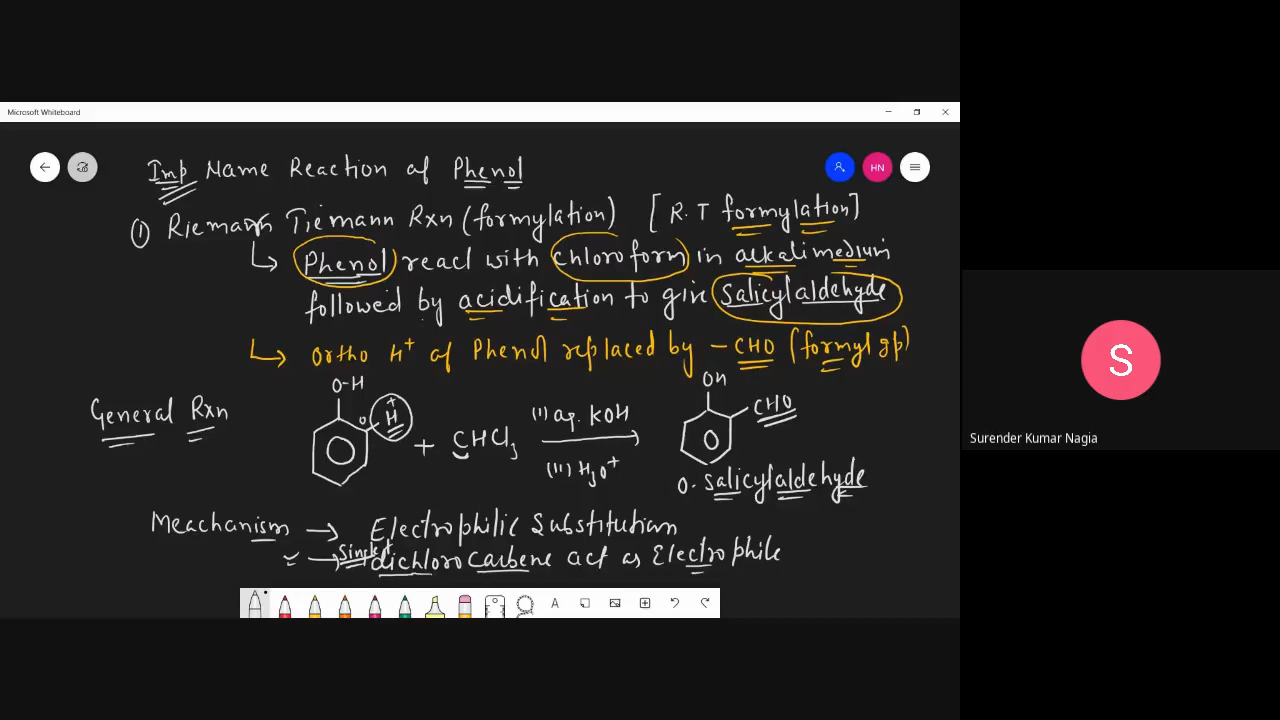 Microsoft Whiteboard
HN
Imp Name Reaction of Phenol
① Riemann Tiemann Rxn (formylation) [R.T formylation]
↳ Phenol react with chloroform in alkali medium
followed by acidification to give Salicylaldehyde
↳ Ortho H+ of Phenol replaced by -CHO (formyl gp)
General Rxn
O-H
o H+
+ CHCl3
(i) aq. KOH
(ii) H3O+
OH
CHO
O. Salicylaldehyde
Meachanism → Electrophilic Substitution
→ Singlet dichloro Carbene act as Electrophile
A
S
Surender Kumar Nagia